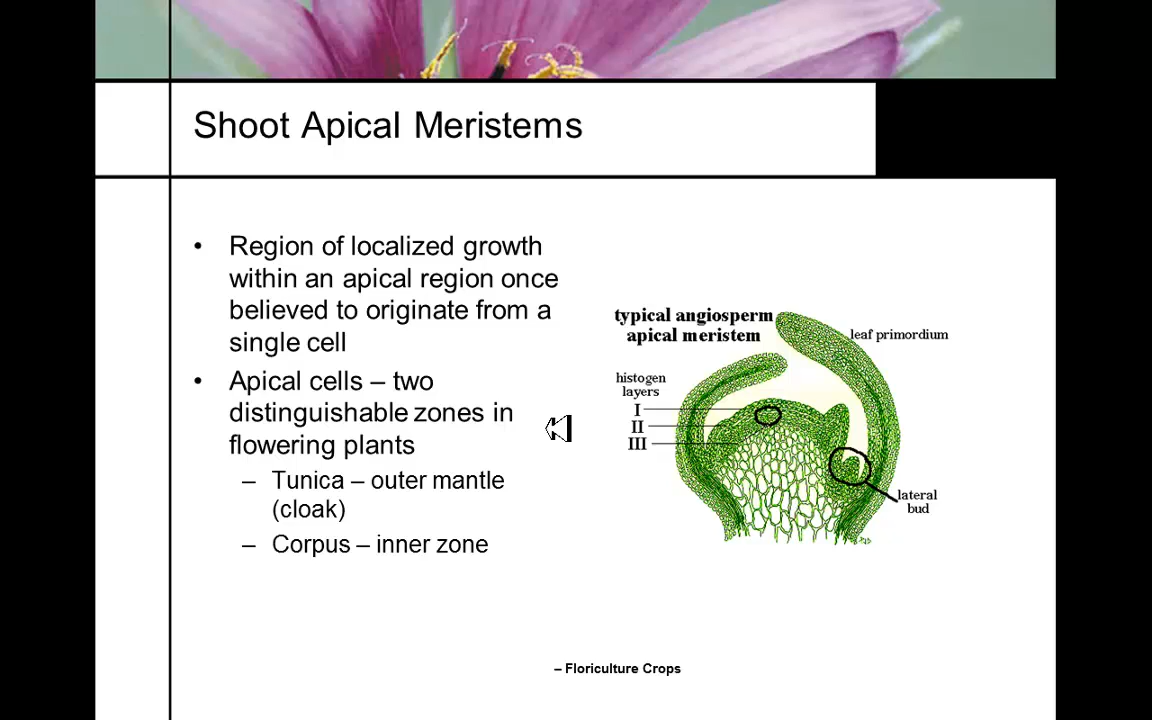 Shoot Apical Meristems
• Region of localized growth
within an apical region once
believed to originate from a
single cell
• Apical cells – two
distinguishable zones in
flowering plants
– Tunica – outer mantle
(cloak)
– Corpus – inner zone
typical angiosperm
apical meristem
leaf primordium
histogen
layers
I
II
III
lateral
bud
– Floriculture Crops